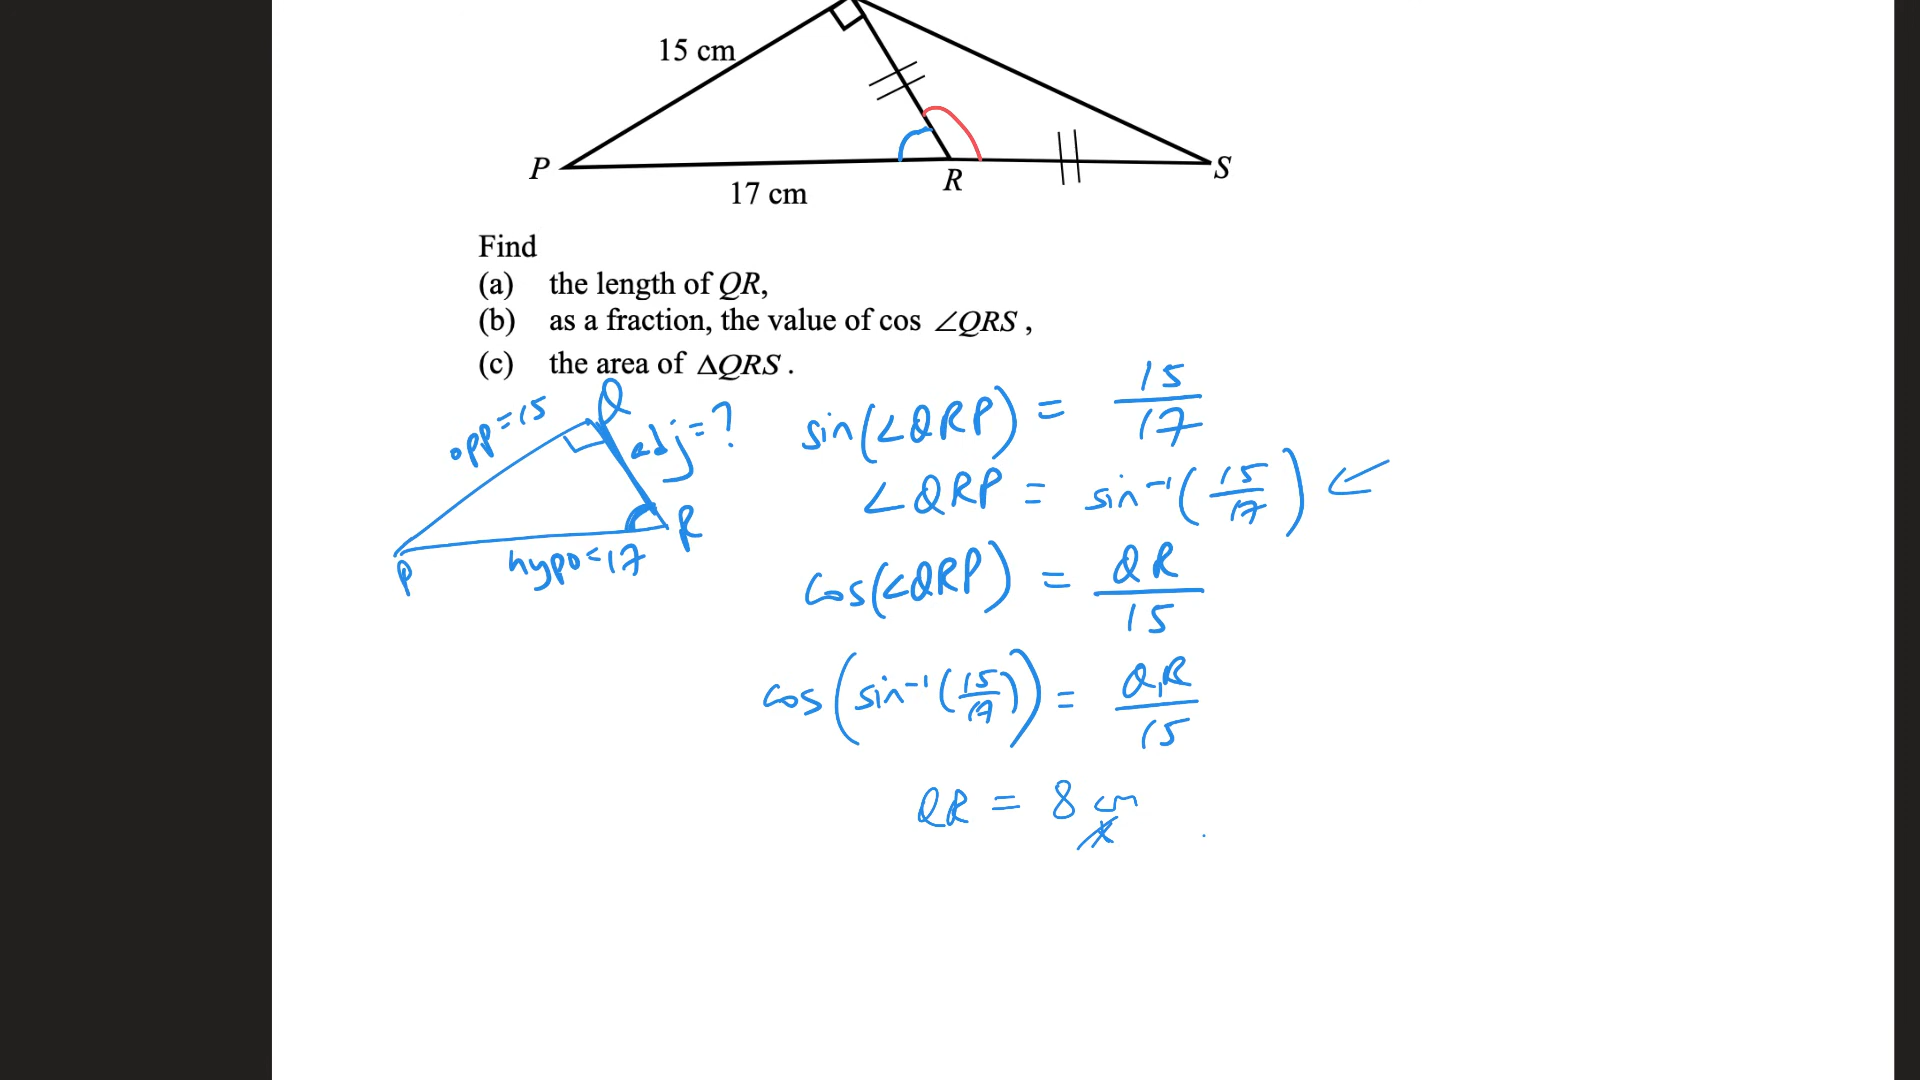 15 cm
P
R
S
17 cm
Find
(a) the length of QR,
(b) as a fraction, the value of cos ∠QRS ,
(c) the area of ΔQRS .
opp=15
Q
adj=?
R
P
hypo=17
sin(∠QRP) = 15/17
∠QRP = sin⁻¹(15/17) ←
cos(∠QRP) = QR/15
cos(sin⁻¹(15/17)) = QR/15
QR = 8 cm